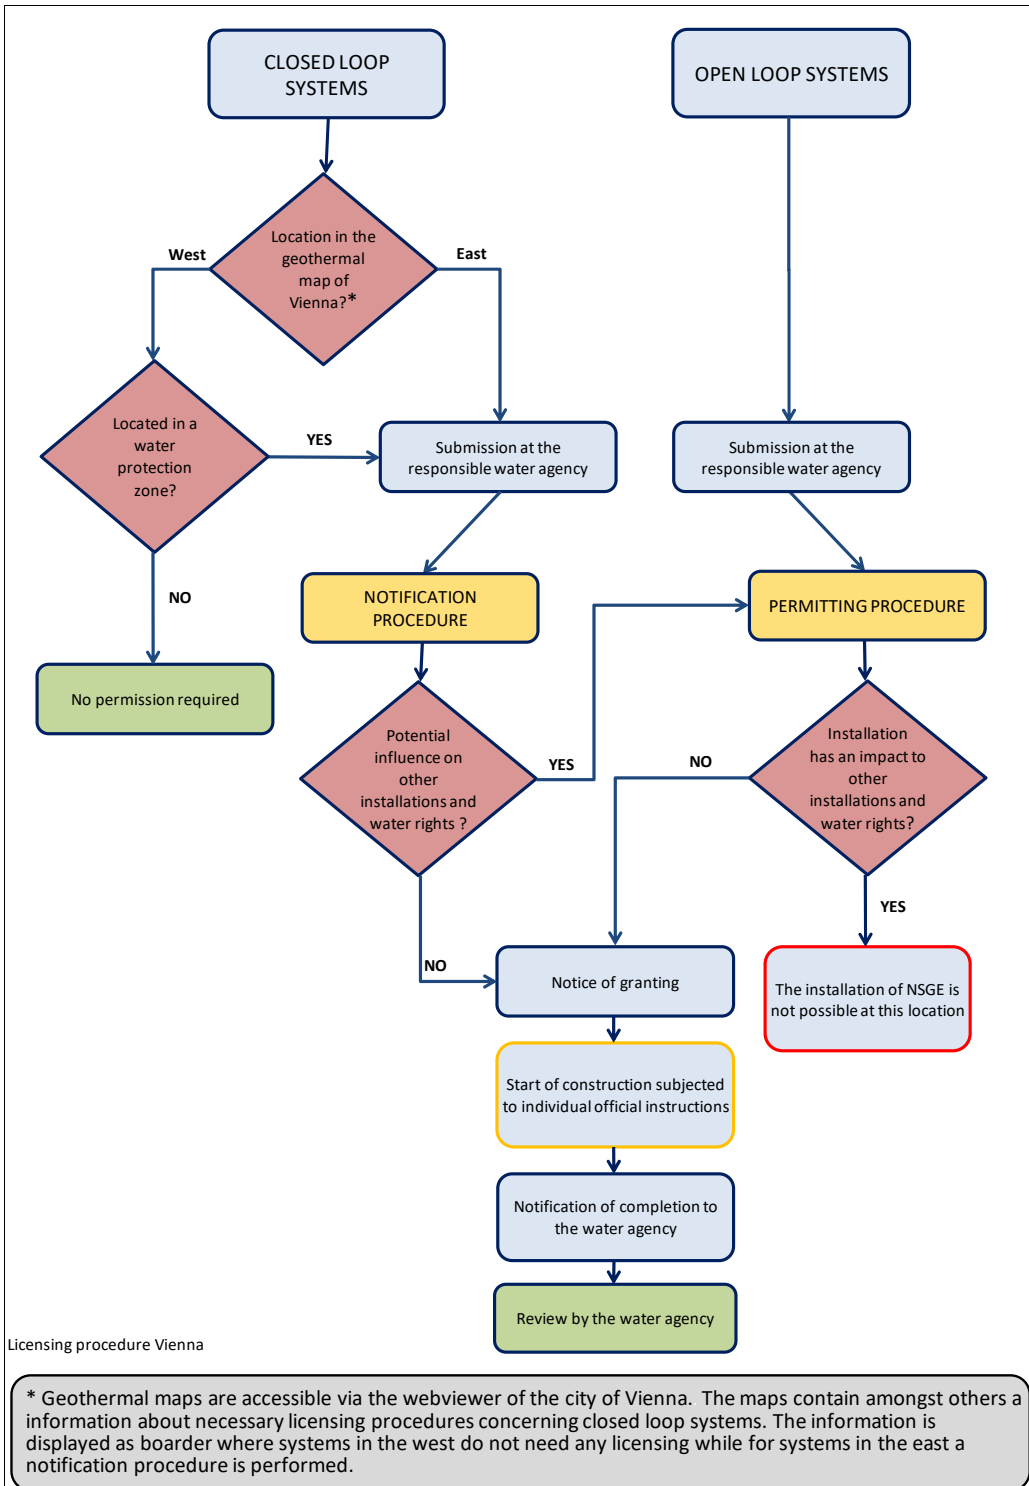 CLOSED LOOP
SYSTEMS
OPEN LOOP SYSTEMS
Location in the
geothermal
map of
Vienna?*
West
East
Located in a
water
protection
zone?
YES
Submission at the
responsible water agency
Submission at the
responsible water agency
NO
NOTIFICATION
PROCEDURE
PERMITTING PROCEDURE
No permission required
Potential
influence on
other
installations and
water rights ?
YES
NO
Installation
has an impact to
other
installations and
water rights?
YES
NO
Notice of granting
The installation of NSGE is
not possible at this location
Start of construction subjected
to individual official instructions
Notification of completion to
the water agency
Review by the water agency
Licensing procedure Vienna
* Geothermal maps are accessible via the webviewer of the city of Vienna. The maps contain amongst others a
information about necessary licensing procedures concerning closed loop systems. The information is
displayed as boarder where systems in the west do not need any licensing while for systems in the east a
notification procedure is performed.